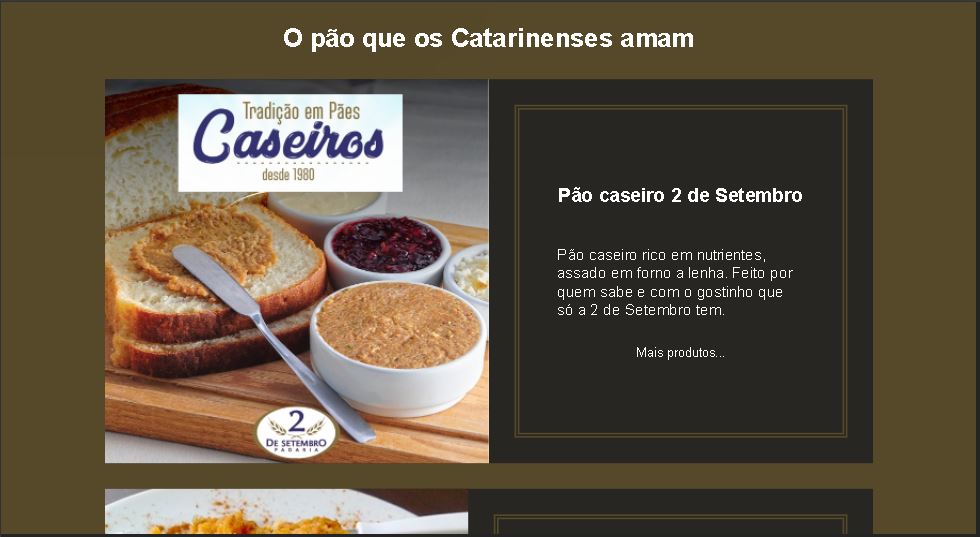 O pão que os Catarinenses amam
Tradição em Pães
Caseiros
desde 1980
2
DE SETEMBRO
PADARIA
Pão caseiro 2 de Setembro
Pão caseiro rico em nutrientes,
assado em forno a lenha. Feito por
quem sabe e com o gostinho que
só a 2 de Setembro tem.
Mais produtos...